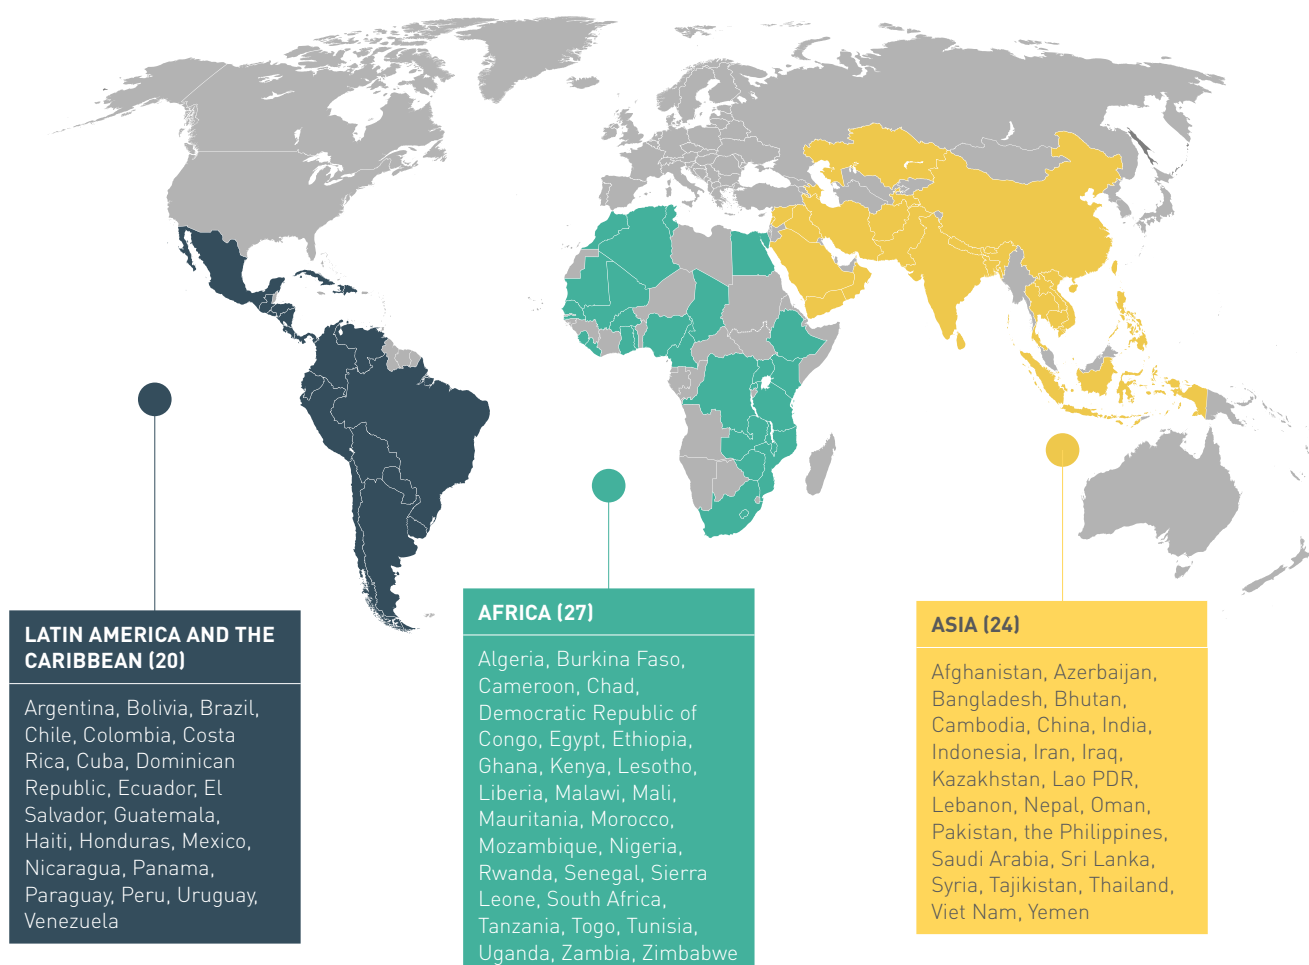 LATIN AMERICA AND THE
CARIBBEAN (20)
Argentina, Bolivia, Brazil,
Chile, Colombia, Costa
Rica, Cuba, Dominican
Republic, Ecuador, El
Salvador, Guatemala,
Haiti, Honduras, Mexico,
Nicaragua, Panama,
Paraguay, Peru, Uruguay,
Venezuela
AFRICA (27)
Algeria, Burkina Faso,
Cameroon, Chad,
Democratic Republic of
Congo, Egypt, Ethiopia,
Ghana, Kenya, Lesotho,
Liberia, Malawi, Mali,
Mauritania, Morocco,
Mozambique, Nigeria,
Rwanda, Senegal, Sierra
Leone, South Africa,
Tanzania, Togo, Tunisia,
Uganda, Zambia, Zimbabwe
ASIA (24)
Afghanistan, Azerbaijan,
Bangladesh, Bhutan,
Cambodia, China, India,
Indonesia, Iran, Iraq,
Kazakhstan, Lao PDR,
Lebanon, Nepal, Oman,
Pakistan, the Philippines,
Saudi Arabia, Sri Lanka,
Syria, Tajikistan, Thailand,
Viet Nam, Yemen